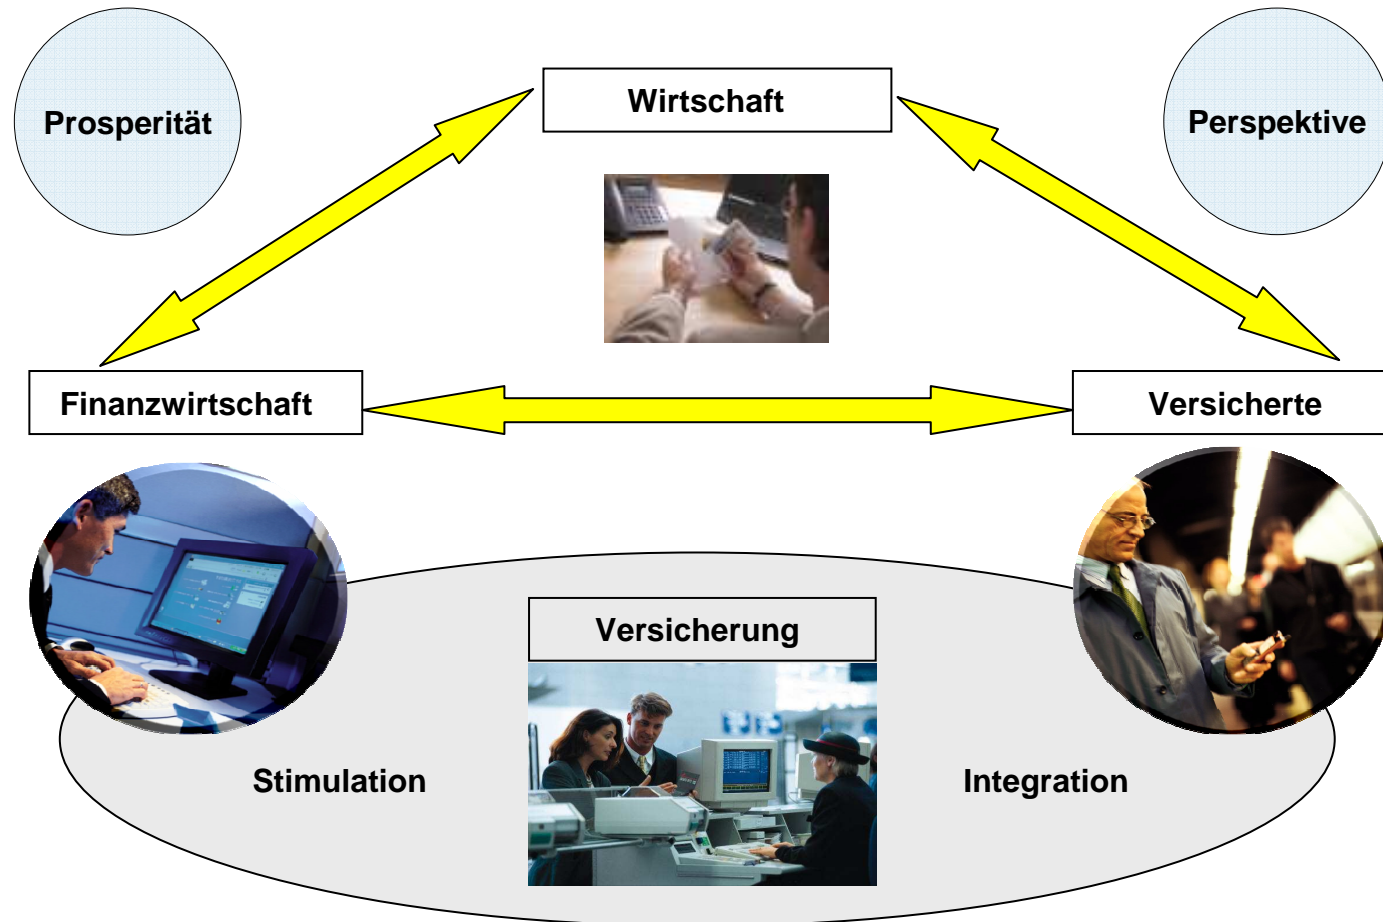 Wirtschaft
Prosperität
Perspektive
Finanzwirtschaft
Versicherte
Versicherung
Stimulation
Integration